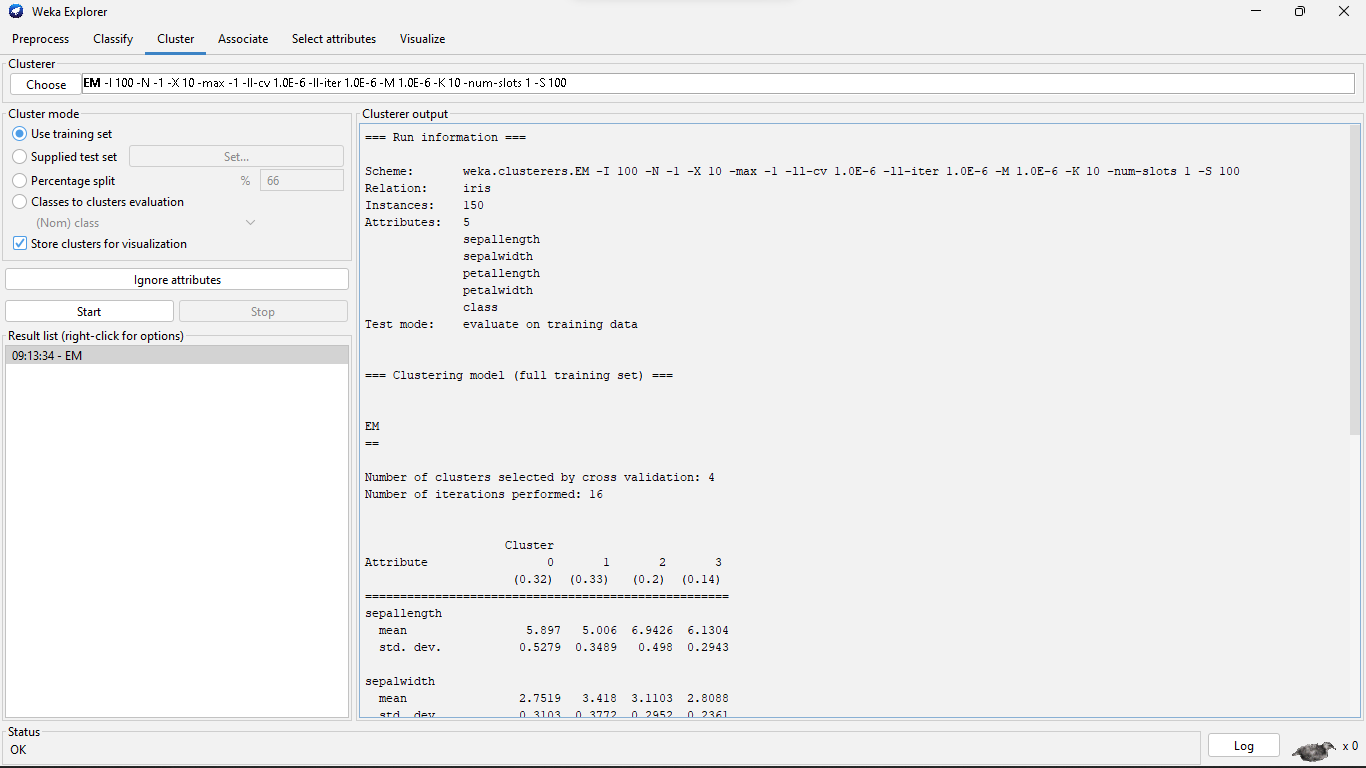 Weka Explorer
Preprocess Classify Cluster Associate Select attributes Visualize
Clusterer
Choose EM -I 100 -N -1 -X 10 -max -1 -ll-cv 1.0E-6 -ll-iter 1.0E-6 -M 1.0E-6 -K 10 -num-slots 1 -S 100
Cluster mode
Use training set
Supplied test set Set...
Percentage split % 66
Classes to clusters evaluation
(Nom) class
Store clusters for visualization
Ignore attributes
Start Stop
Result list (right-click for options)
09:13:34 - EM
Clusterer output
=== Run information ===
Scheme: weka.clusterers.EM -I 100 -N -1 -X 10 -max -1 -ll-cv 1.0E-6 -ll-iter 1.0E-6 -M 1.0E-6 -K 10 -num-slots 1 -S 100
Relation: iris
Instances: 150
Attributes: 5
sepallength
sepalwidth
petallength
petalwidth
class
Test mode: evaluate on training data
=== Clustering model (full training set) ===
EM
==
Number of clusters selected by cross validation: 4
Number of iterations performed: 16
Cluster
Attribute 0 1 2 3
(0.32) (0.33) (0.2) (0.14)
====================================================
sepallength
mean 5.897 5.006 6.9426 6.1304
std. dev. 0.5279 0.3489 0.498 0.2943
sepalwidth
mean 2.7519 3.418 3.1103 2.8088
std. dev. 0.3103 0.3772 0.2952 0.2361
Status
OK
Log x 0